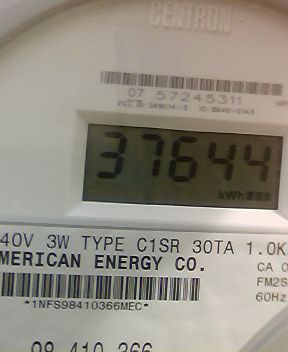 CENTRON
07 57245311
37644
kWh
40V 3W TYPE C1SR 30TA 1.0K
MERICAN ENERGY CO.
CA 0
FM2S
*1NFS98410366MEC*
60Hz
98 410 366